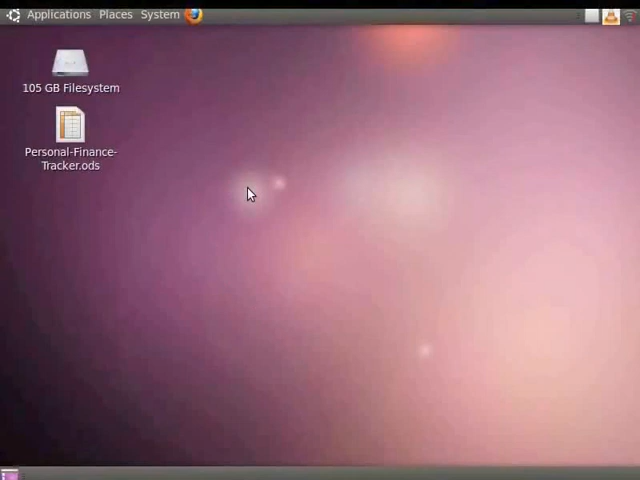 Applications Places System
105 GB Filesystem
Personal-Finance-
Tracker.ods